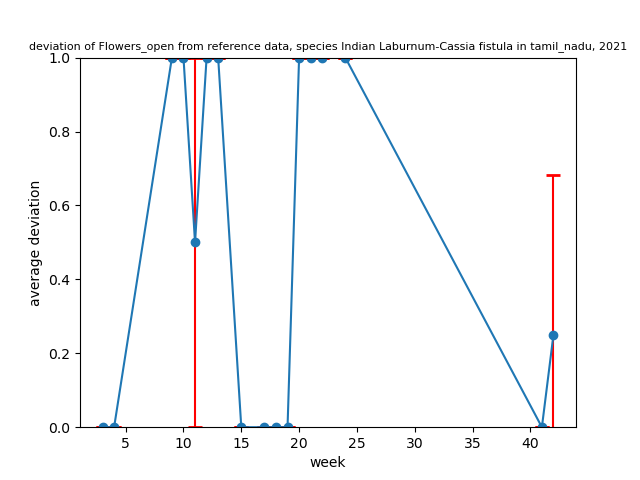 deviation of Flowers_open from reference data, species Indian Laburnum-Cassia fistula in tamil_nadu, 2021
1.0
0.8
0.6
0.4
0.2
0.0
average deviation
5 10 15 20 25 30 35 40
week